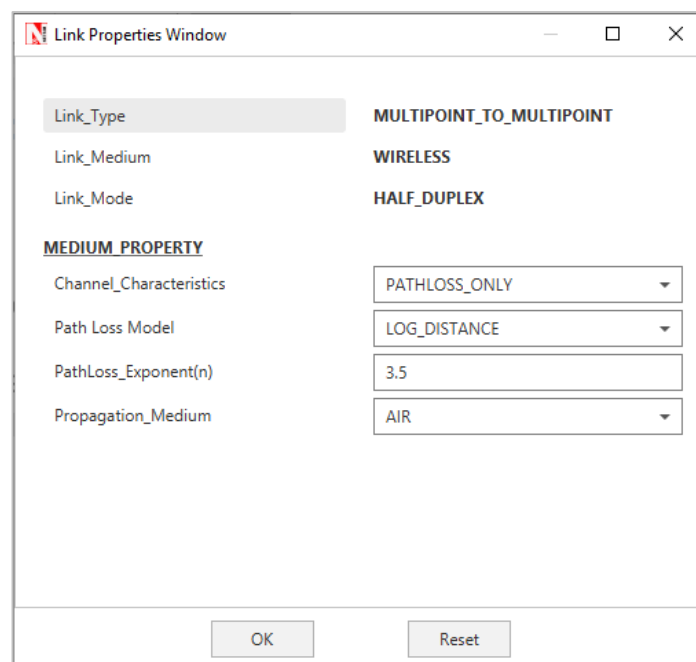 Link Properties Window
Link_Type MULTIPOINT_TO_MULTIPOINT
Link_Medium WIRELESS
Link_Mode HALF_DUPLEX
MEDIUM_PROPERTY
Channel_Characteristics PATHLOSS_ONLY
Path Loss Model LOG_DISTANCE
PathLoss_Exponent(n) 3.5
Propagation_Medium AIR
OK Reset